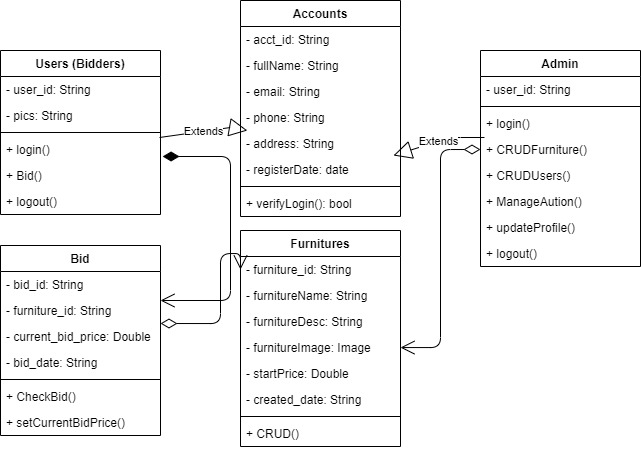 Accounts
- acct_id: String
- fullName: String
- email: String
- phone: String
- address: String
- registerDate: date
+ verifyLogin(): bool
Users (Bidders)
- user_id: String
- pics: String
+ login()
+ Bid()
+ logout()
Extends
Extends
Admin
- user_id: String
+ login()
+ CRUDFurniture()
+ CRUDUsers()
+ ManageAution()
+ updateProfile()
+ logout()
Bid
- bid_id: String
- furniture_id: String
- current_bid_price: Double
- bid_date: String
+ CheckBid()
+ setCurrentBidPrice()
Furnitures
- furniture_id: String
- furnitureName: String
- furnitureDesc: String
- furnitureImage: Image
- startPrice: Double
- created_date: String
+ CRUD()